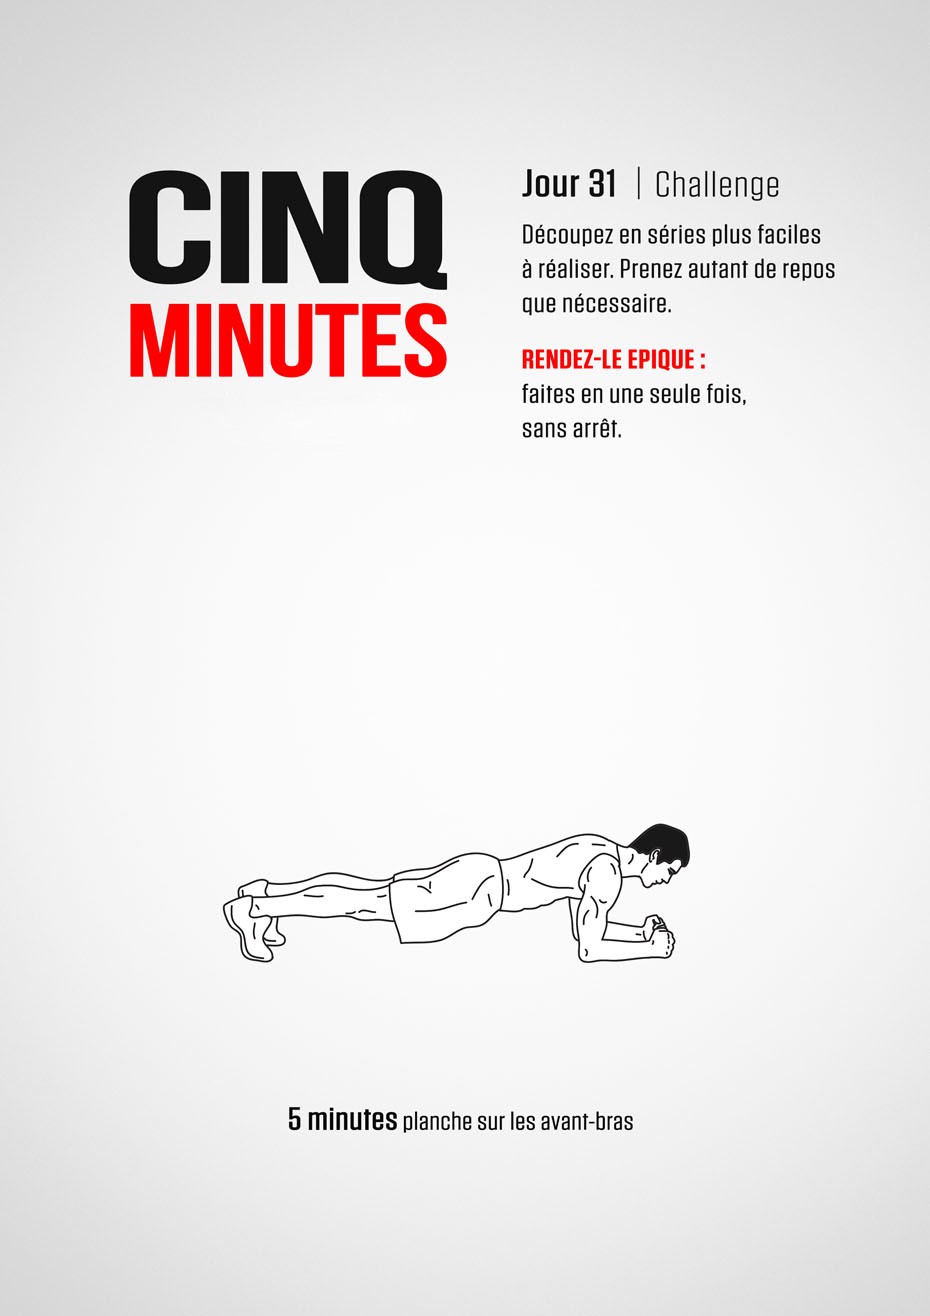 CINQ
MINUTES
Jour 31 | Challenge
Découpez en séries plus faciles
à réaliser. Prenez autant de repos
que nécessaire.
RENDEZ-LE EPIQUE :
faites en une seule fois,
sans arrêt.
5 minutes planche sur les avant-bras